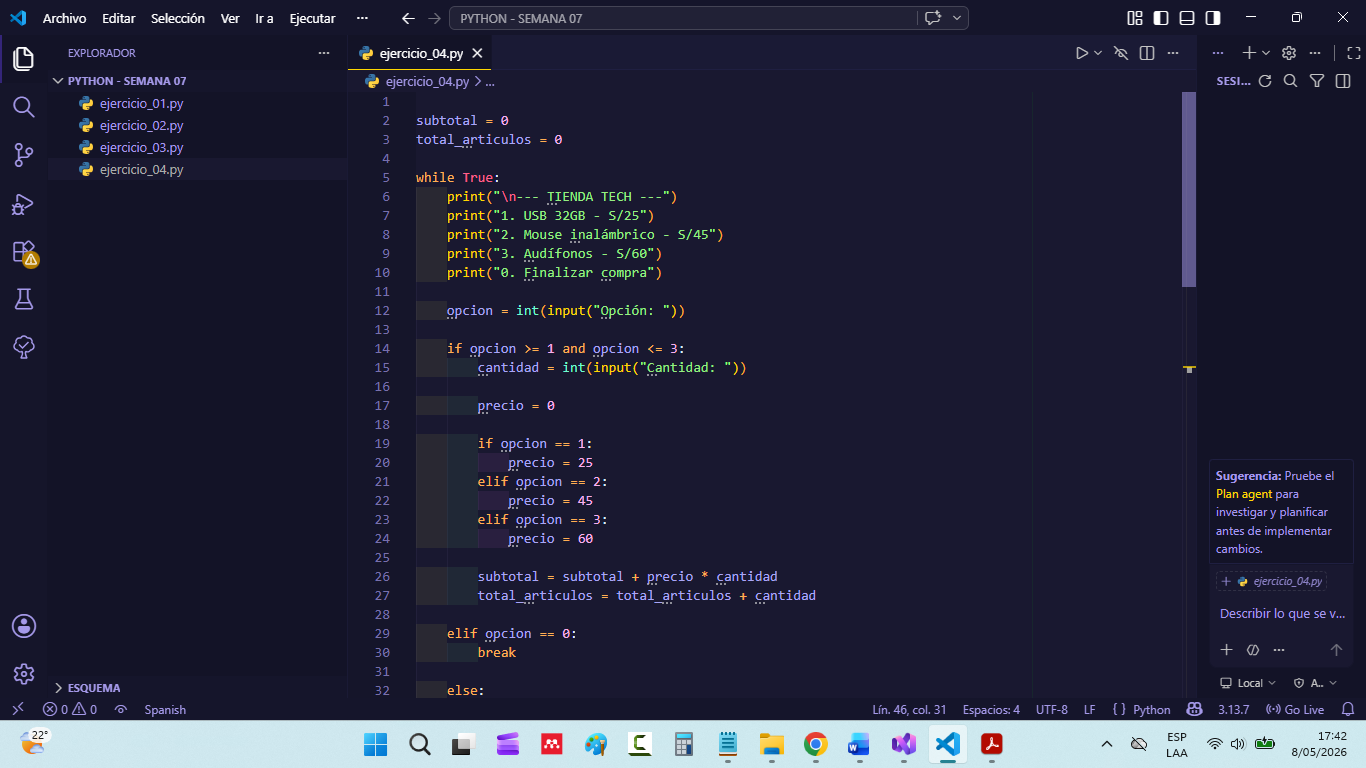 Archivo Editar Selección Ver Ir a Ejecutar ··· PYTHON - SEMANA 07
EXPLORADOR ···
PYTHON - SEMANA 07
ejercicio_01.py
ejercicio_02.py
ejercicio_03.py
ejercicio_04.py
ESQUEMA
ejercicio_04.py
ejercicio_04.py > ...
1
2 subtotal = 0
3 total_articulos = 0
4
5 while True:
6 print("\n--- TIENDA TECH ---")
7 print("1. USB 32GB - S/25")
8 print("2. Mouse inalámbrico - S/45")
9 print("3. Audífonos - S/60")
10 print("0. Finalizar compra")
11
12 opcion = int(input("Opción: "))
13
14 if opcion >= 1 and opcion <= 3:
15 cantidad = int(input("Cantidad: "))
16
17 precio = 0
18
19 if opcion == 1:
20 precio = 25
21 elif opcion == 2:
22 precio = 45
23 elif opcion == 3:
24 precio = 60
25
26 subtotal = subtotal + precio * cantidad
27 total_articulos = total_articulos + cantidad
28
29 elif opcion == 0:
30 break
31
32 else:
SESI...
Sugerencia: Pruebe el
Plan agent para
investigar y planificar
antes de implementar
cambios.
ejercicio_04.py
Describir lo que se v...
Local A..
0 0 Spanish Lín. 46, col. 31 Espacios: 4 UTF-8 LF { } Python 3.13.7 Go Live
22°
ESP
LAA
17:42
8/05/2026